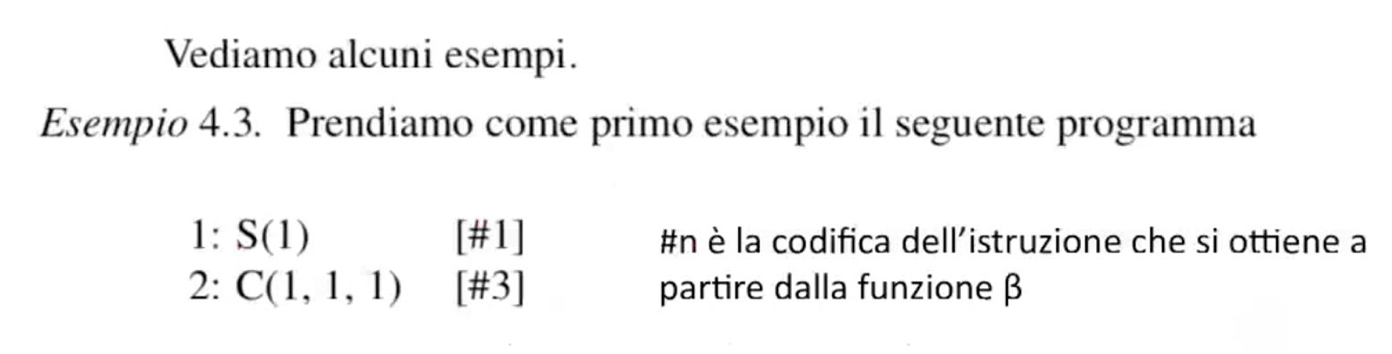 Vediamo alcuni esempi.
Esempio 4.3. Prendiamo come primo esempio il seguente programma
1: S(1) [#1] #n è la codifica dell’istruzione che si ottiene a
2: C(1, 1, 1) [#3] partire dalla funzione β